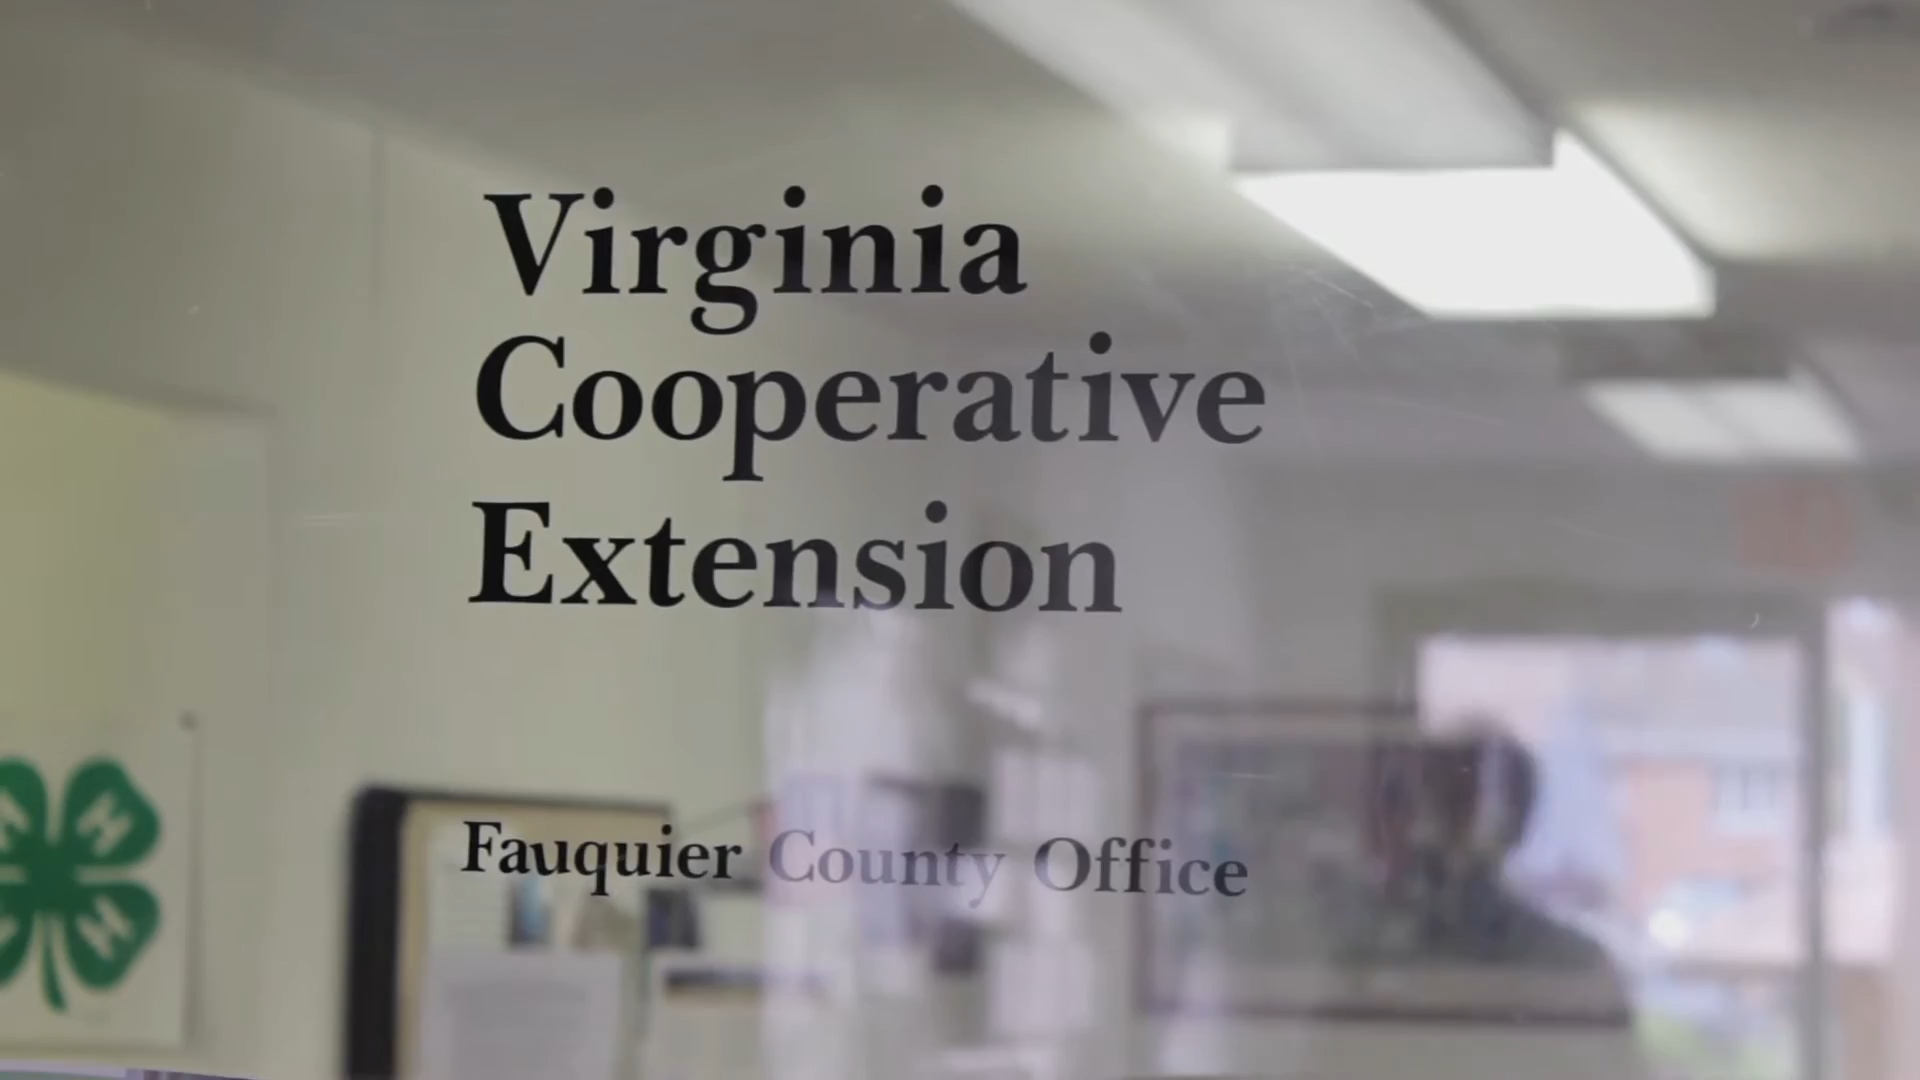 Virginia
Cooperative
Extension
Fauquier County Office
H
H
H
H